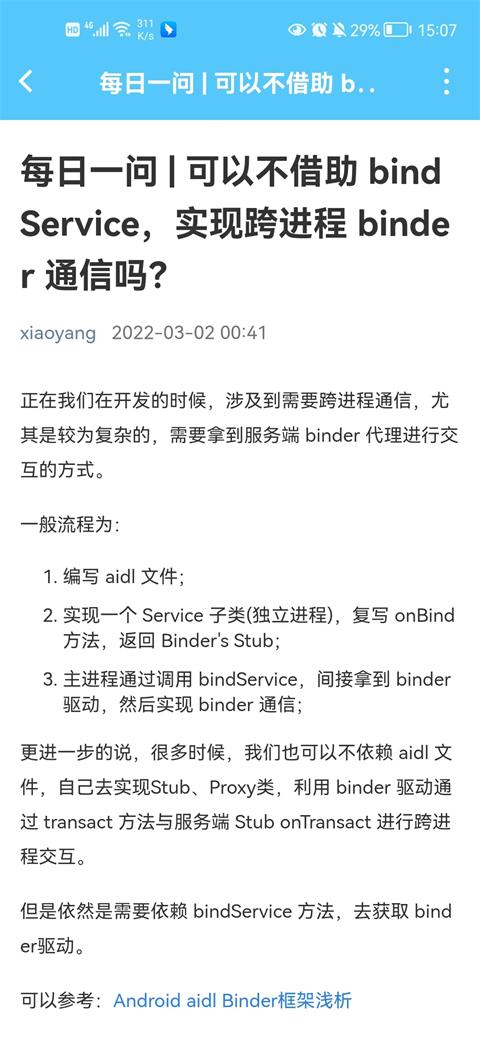 HD 4G 311 K/s 29% 15:07
每日一问 | 可以不借助 b..
每日一问 | 可以不借助 bind
Service，实现跨进程 binde
r 通信吗？
xiaoyang 2022-03-02 00:41
正在我们在开发的时候，涉及到需要跨进程通信，尤
其是较为复杂的，需要拿到服务端 binder 代理进行交
互的方式。
一般流程为：
1. 编写 aidl 文件；
2. 实现一个 Service 子类(独立进程)，复写 onBind
方法，返回 Binder's Stub；
3. 主进程通过调用 bindService，间接拿到 binder
驱动，然后实现 binder 通信；
更进一步的说，很多时候，我们也可以不依赖 aidl 文
件，自己去实现Stub、Proxy类，利用 binder 驱动通
过 transact 方法与服务端 Stub onTransact 进行跨进
程交互。
但是依然是需要依赖 bindService 方法，去获取 bind
er驱动。
可以参考：Android aidl Binder框架浅析